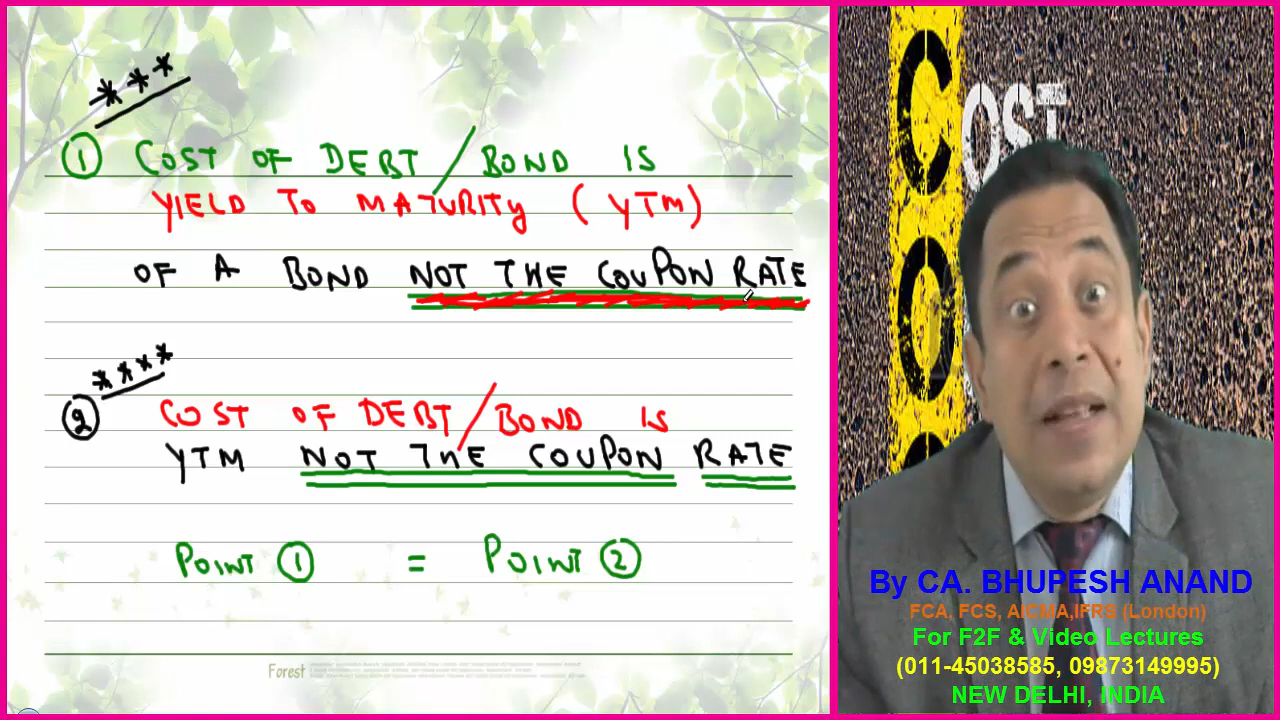 ***
① COST OF DEBT / BOND IS
YIELD TO MATURITY (YTM)
OF A BOND NOT THE COUPON RATE
****
② COST OF DEBT / BOND IS
YTM NOT THE COUPON RATE
POINT ① = POINT ②
Forest
COST
CO
By CA. BHUPESH ANAND
FCA, FCS, AICMA,IFRS (London)
For F2F & Video Lectures
(011-45038585, 09873149995)
NEW DELHI, INDIA